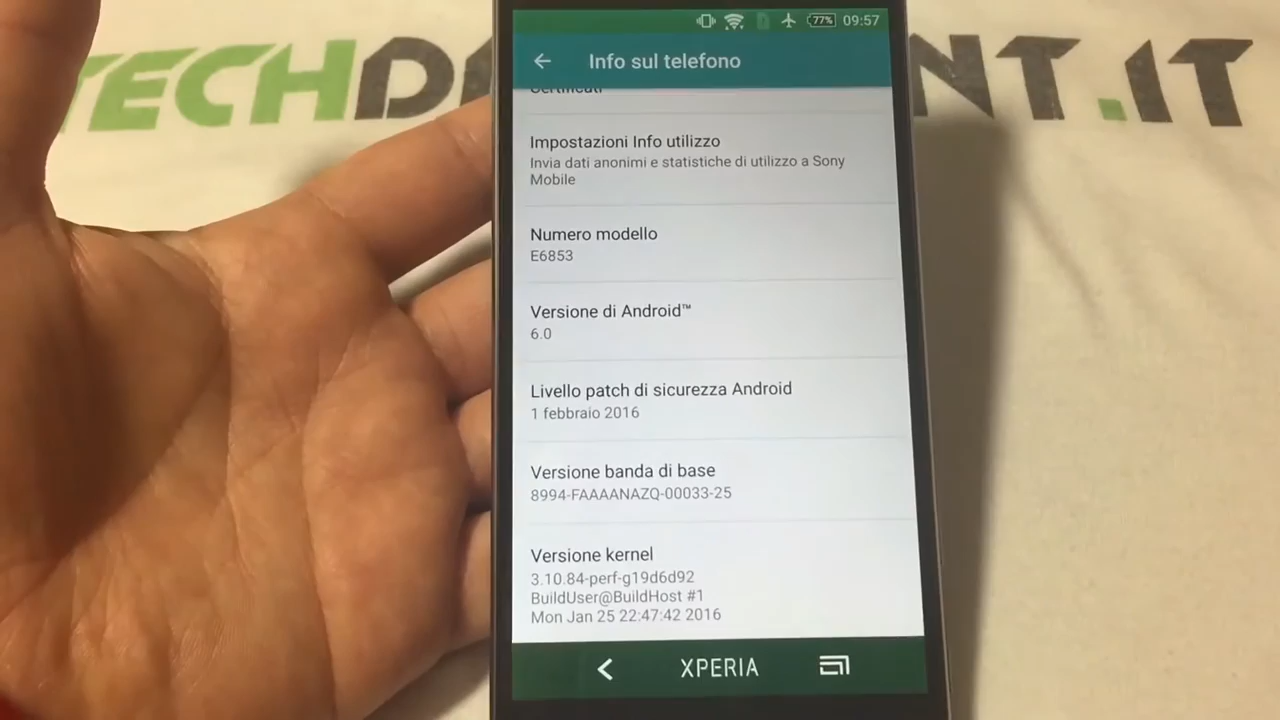 TECHD
NT.IT
77% 09:57
Info sul telefono
Certificati
Impostazioni Info utilizzo
Invia dati anonimi e statistiche di utilizzo a Sony
Mobile
Numero modello
E6853
Versione di Android™
6.0
Livello patch di sicurezza Android
1 febbraio 2016
Versione banda di base
8994-FAAAANAZQ-00033-25
Versione kernel
3.10.84-perf-g19d6d92
BuildUser@BuildHost #1
Mon Jan 25 22:47:42 2016
XPERIA